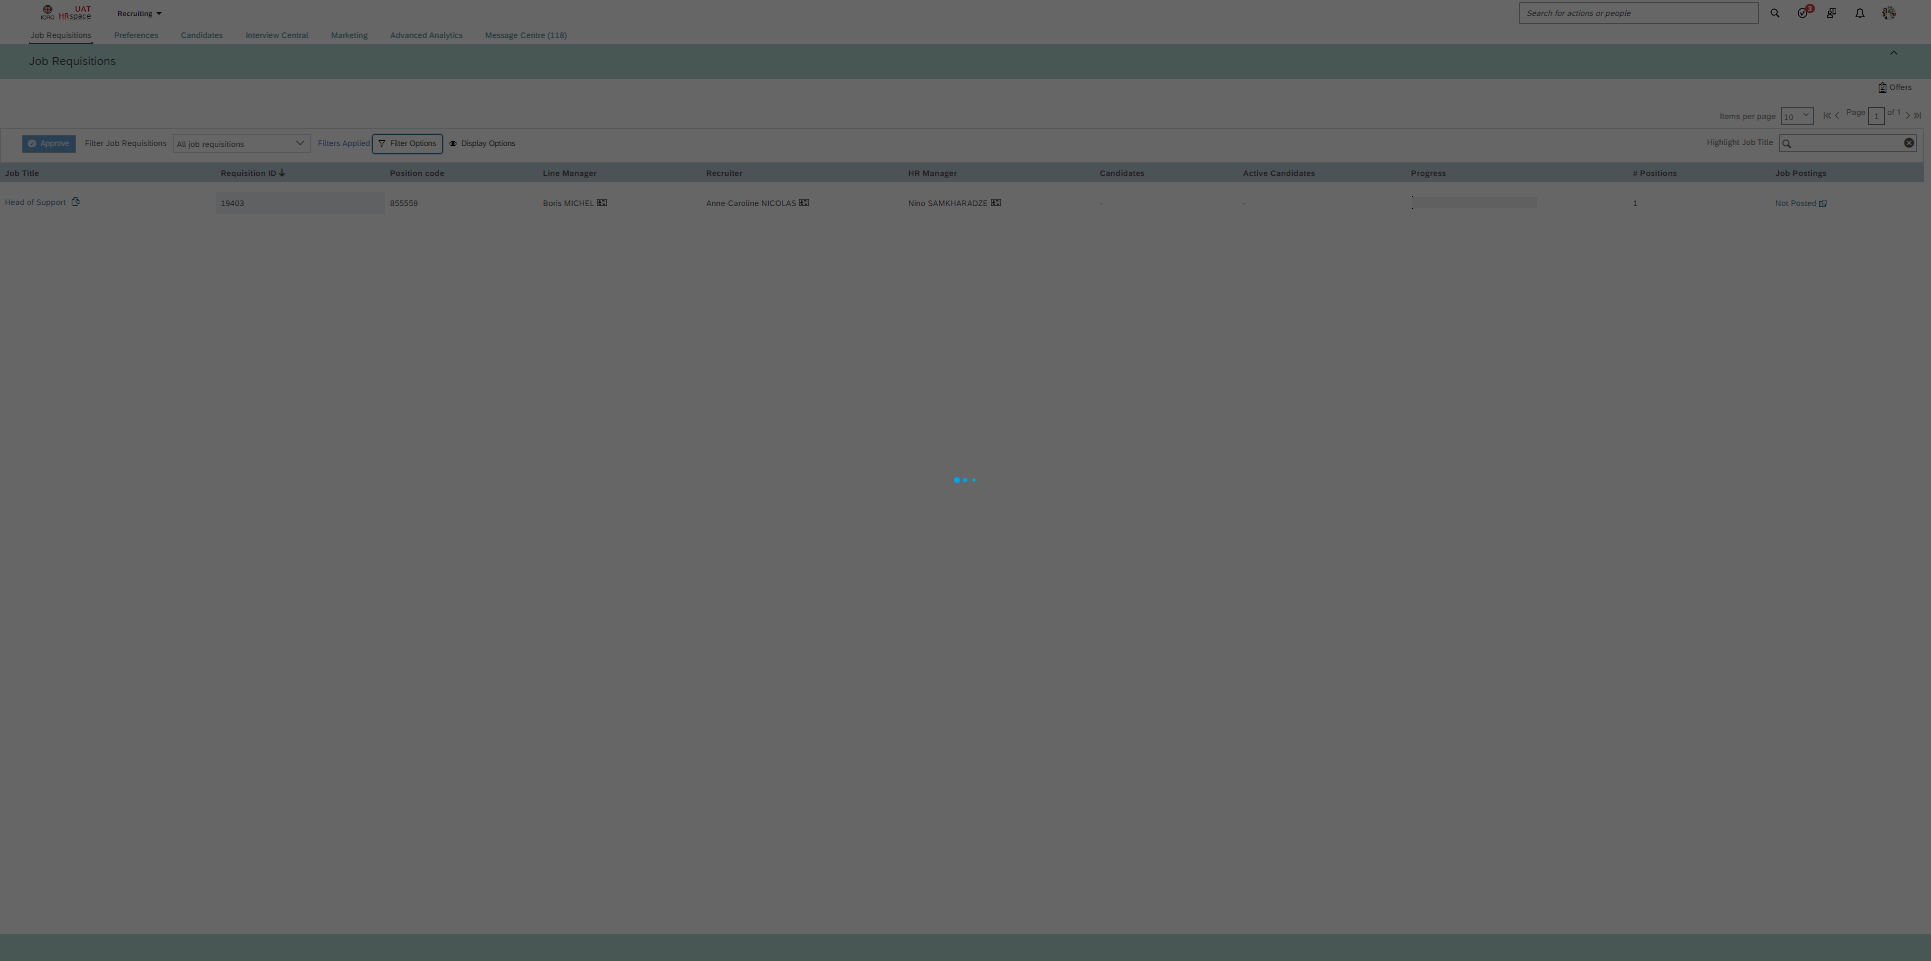 UAT
ICRC HRspace
Recruiting
Search for actions or people
3
Job Requisitions Preferences Candidates Interview Central Marketing Advanced Analytics Message Centre (118)
Job Requisitions
Offers
Items per page 10 Page 1 of 1
Approve Filter Job Requisitions All job requisitions Filters Applied Filter Options Display Options Highlight Job Title
Job Title Requisition ID Position code Line Manager Recruiter HR Manager Candidates Active Candidates Progress # Positions Job Postings
Head of Support 19403 855559 Boris MICHEL Anne-Caroline NICOLAS Nino SAMKHARADZE - - 1 Not Posted